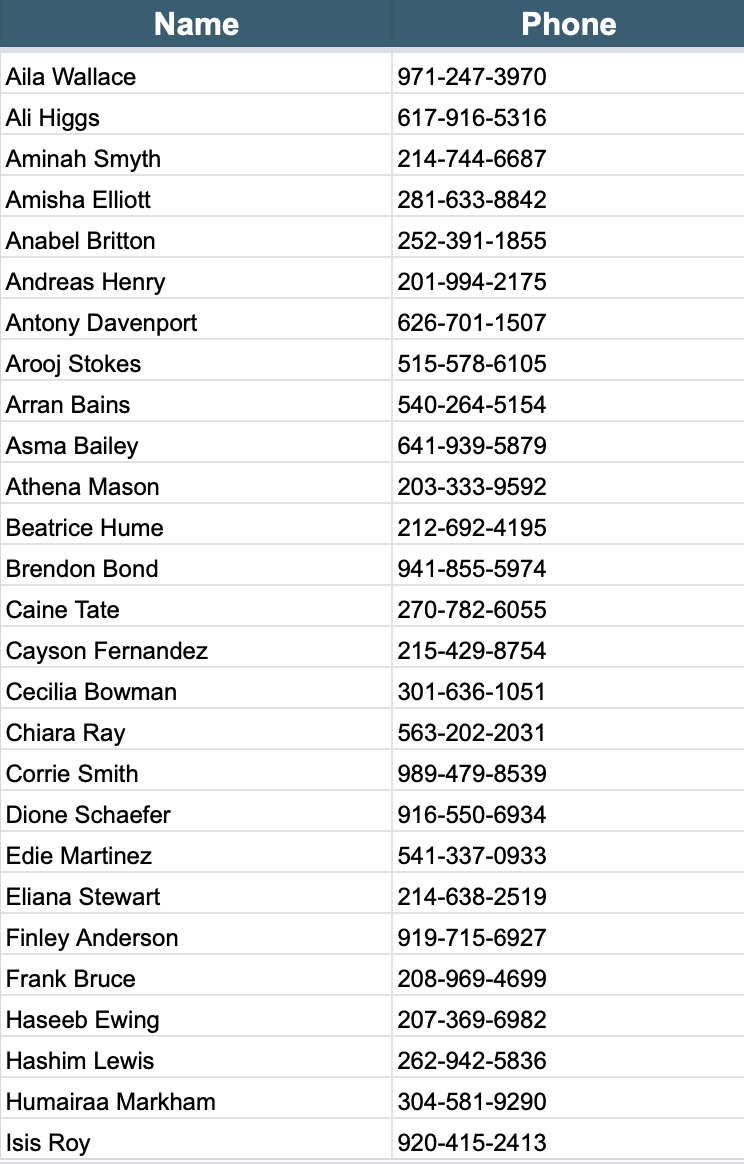 Name Phone
Aila Wallace 971-247-3970
Ali Higgs 617-916-5316
Aminah Smyth 214-744-6687
Amisha Elliott 281-633-8842
Anabel Britton 252-391-1855
Andreas Henry 201-994-2175
Antony Davenport 626-701-1507
Arooj Stokes 515-578-6105
Arran Bains 540-264-5154
Asma Bailey 641-939-5879
Athena Mason 203-333-9592
Beatrice Hume 212-692-4195
Brendon Bond 941-855-5974
Caine Tate 270-782-6055
Cayson Fernandez 215-429-8754
Cecilia Bowman 301-636-1051
Chiara Ray 563-202-2031
Corrie Smith 989-479-8539
Dione Schaefer 916-550-6934
Edie Martinez 541-337-0933
Eliana Stewart 214-638-2519
Finley Anderson 919-715-6927
Frank Bruce 208-969-4699
Haseeb Ewing 207-369-6982
Hashim Lewis 262-942-5836
Humairaa Markham 304-581-9290
Isis Roy 920-415-2413